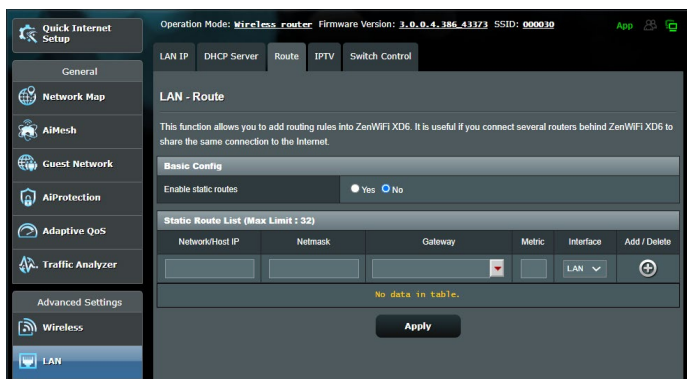 Quick Internet
Setup
Operation Mode: Wireless router Firmware Version: 3.0.0.4.386_43373 SSID: 000030
App
LAN IP DHCP Server Route IPTV Switch Control
General
Network Map
AiMesh
Guest Network
AiProtection
Adaptive QoS
Traffic Analyzer
Advanced Settings
Wireless
LAN
LAN - Route
This function allows you to add routing rules into ZenWiFi XD6. It is useful if you connect several routers behind ZenWiFi XD6 to
share the same connection to the Internet.
Basic Config
Enable static routes Yes No
Static Route List (Max Limit : 32)
Network/Host IP Netmask Gateway Metric Interface Add / Delete
LAN
No data in table.
Apply